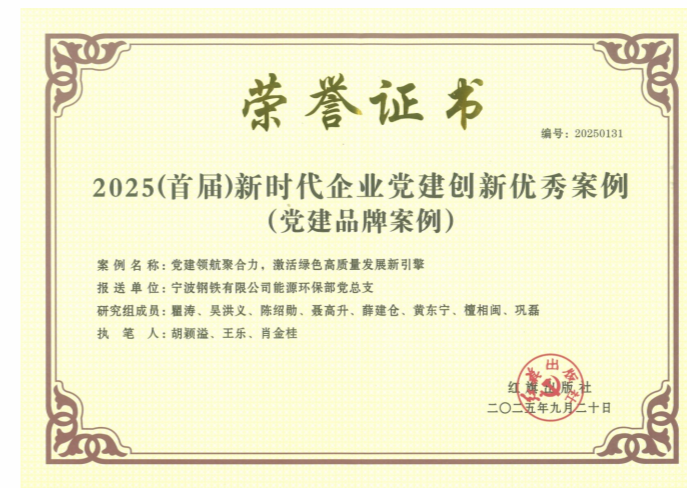 荣誉证书
编号：20250131
2025(首届)新时代企业党建创新优秀案例
(党建品牌案例)
案例名称：党建领航聚合力，激活绿色高质量发展新引擎
报送单位：宁波钢铁有限公司能源环保部党总支
研究组成员：瞿涛、吴洪义、陈绍勋、聂高升、薛建仓、黄东宁、檀相闽、巩磊
执笔人：胡颖溢、王乐、肖金桂
红旗出版社
红旗出版社
二〇二五年九月二十日